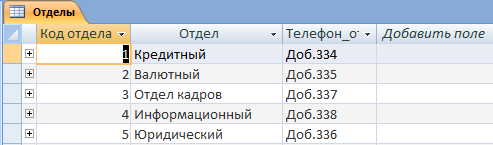 Отделы
Код отдела Отдел Телефон_о Добавить поле
1 Кредитный Доб.334
2 Валютный Доб.335
3 Отдел кадров Доб.337
4 Информационный Доб.338
5 Юридический Доб.336